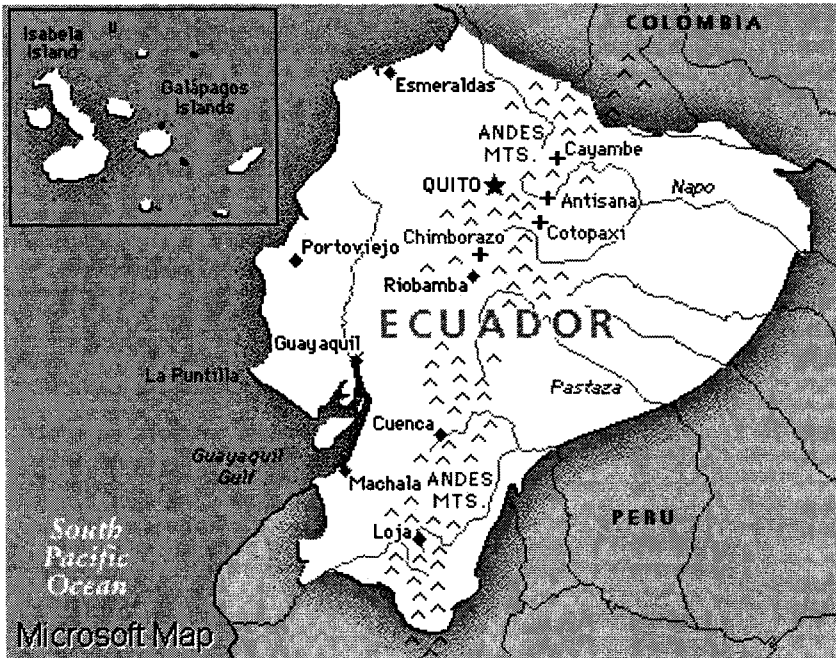 Isabela
Island
Galápagos
Islands
COLOMBIA
Esmeraldas
ANDES
MTS.
Cayambe
QUITO
Napo
Antisana
Cotopaxi
Chimborazo
Portoviejo
Riobamba
ECUADOR
Guayaquil
La Puntilla
Pastaza
Cuenca
Guayaquil
Gulf
Machala
ANDES
MTS.
PERU
Loja
South
Pacific
Ocean
Microsoft Map